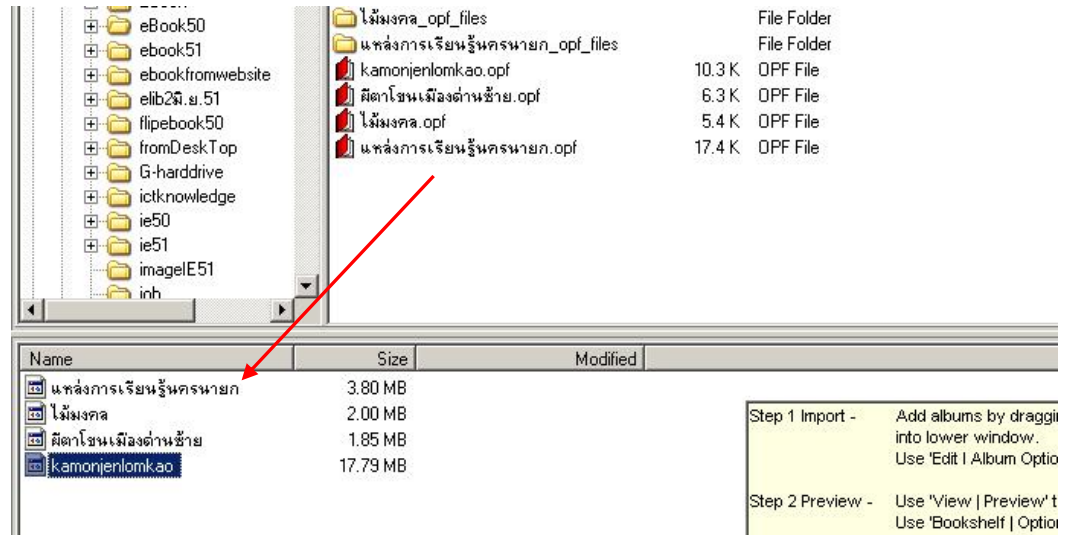 eBook50
ebook51
ebookfromwebsite
elib2มิ.ย.51
flipebook50
fromDeskTop
G-harddrive
ictknowledge
ie50
ie51
imageIE51
ไม้มงคล_opf_files File Folder
แหล่งการเรียนรู้นครนายก_opf_files File Folder
kamonjenlomkao.opf 10.3 K OPF File
ผีตาโขนเมืองด่านซ้าย.opf 6.3 K OPF File
ไม้มงคล.opf 5.4 K OPF File
แหล่งการเรียนรู้นครนายก.opf 17.4 K OPF File
Name Size Modified
แหล่งการเรียนรู้นครนายก 3.80 MB
ไม้มงคล 2.00 MB
ผีตาโขนเมืองด่านซ้าย 1.85 MB
kamonjenlomkao 17.79 MB
Step 1 Import - Add albums by draggi
into lower window.
Use 'Edit | Album Optio
Step 2 Preview - Use 'View | Preview' t
Use 'Bookshelf | Option